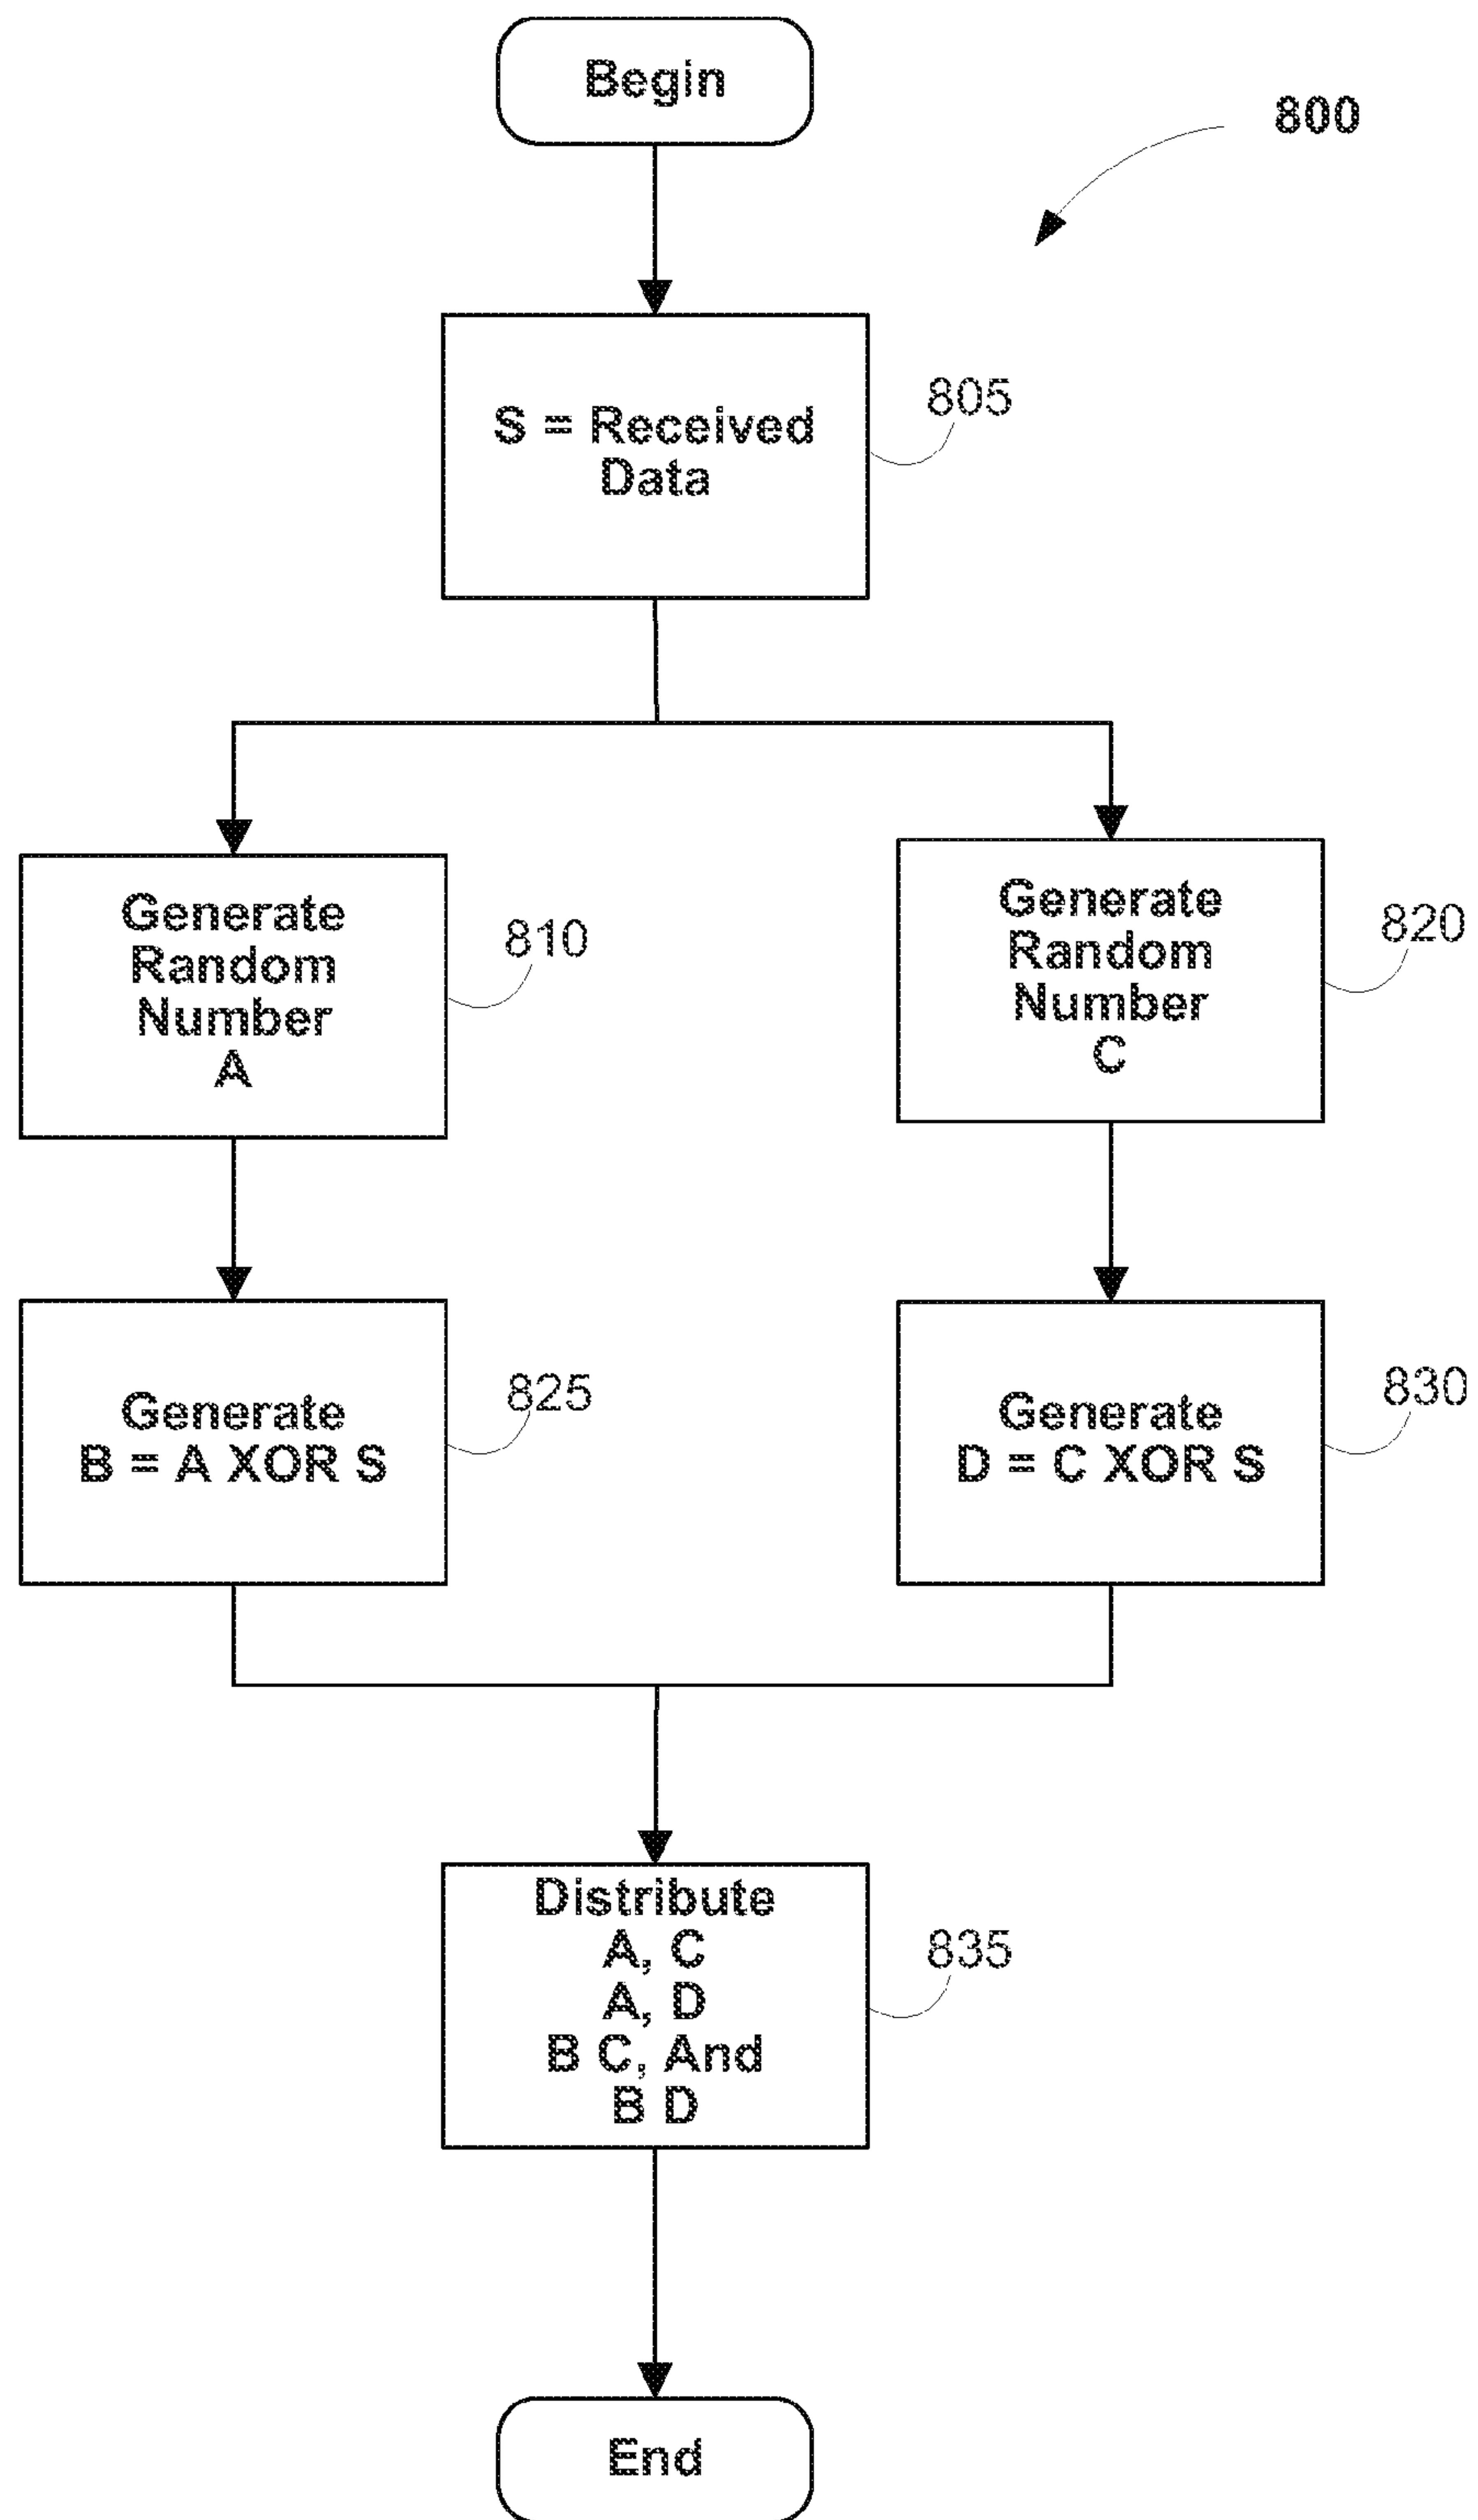 Begin
800
S = Received
Data
805
Generate
Random
Number
A
810
Generate
Random
Number
C
820
Generate
B = A XOR S
825
Generate
D = C XOR S
830
Distribute
A, C
A, D
B C, And
B D
835
End